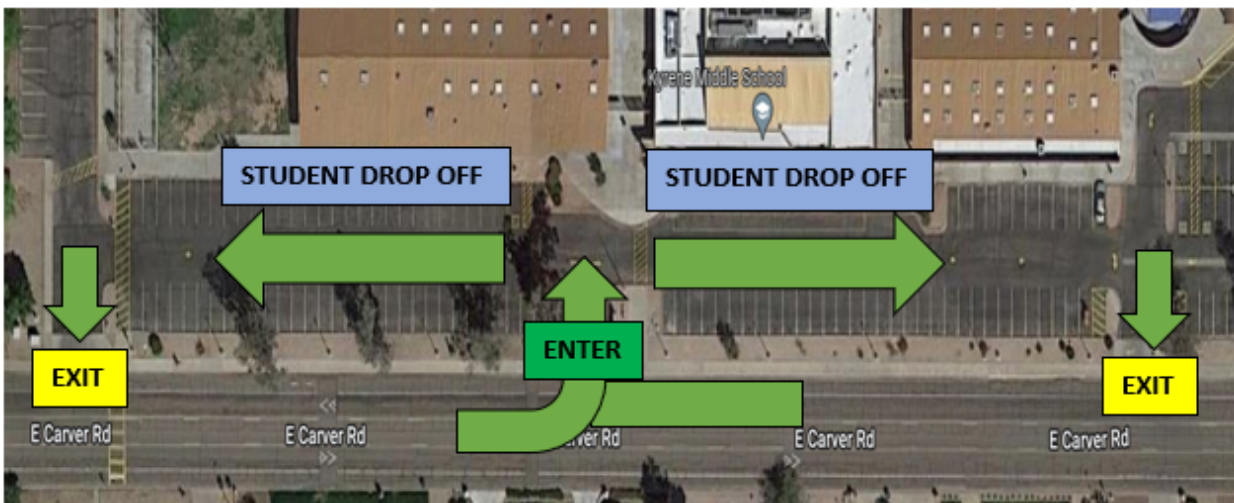 Kyrene Middle School
STUDENT DROP OFF
STUDENT DROP OFF
ENTER
EXIT
EXIT
E Carver Rd
E Carver Rd
Carver Rd
E Carver Rd
E Carver Rd